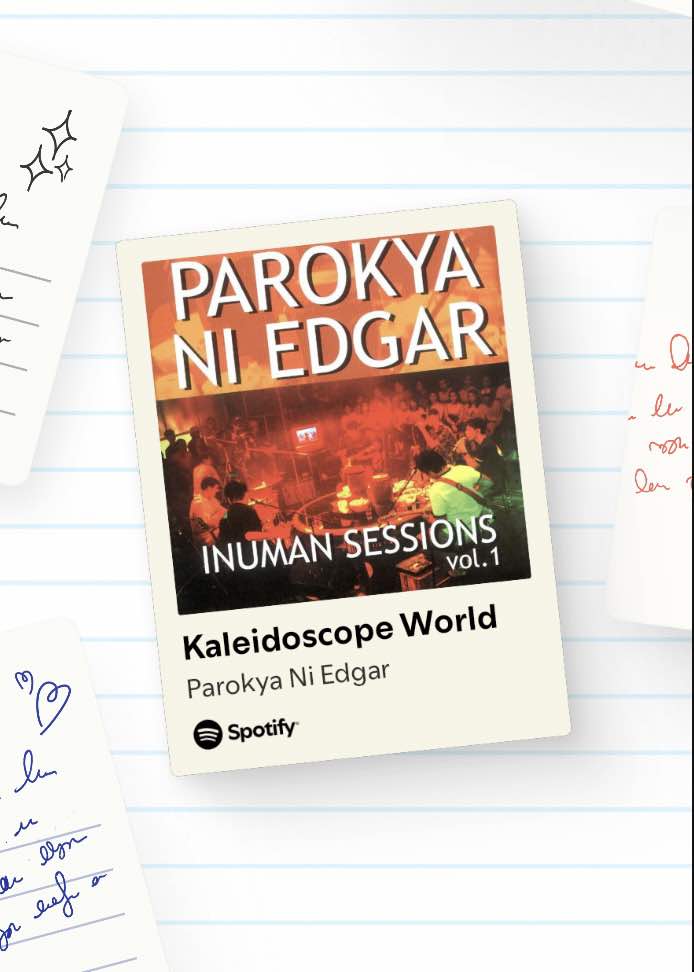 PAROKYA
NI EDGAR
INUMAN SESSIONS
vol.1
Kaleidoscope World
Parokya Ni Edgar
Spotify